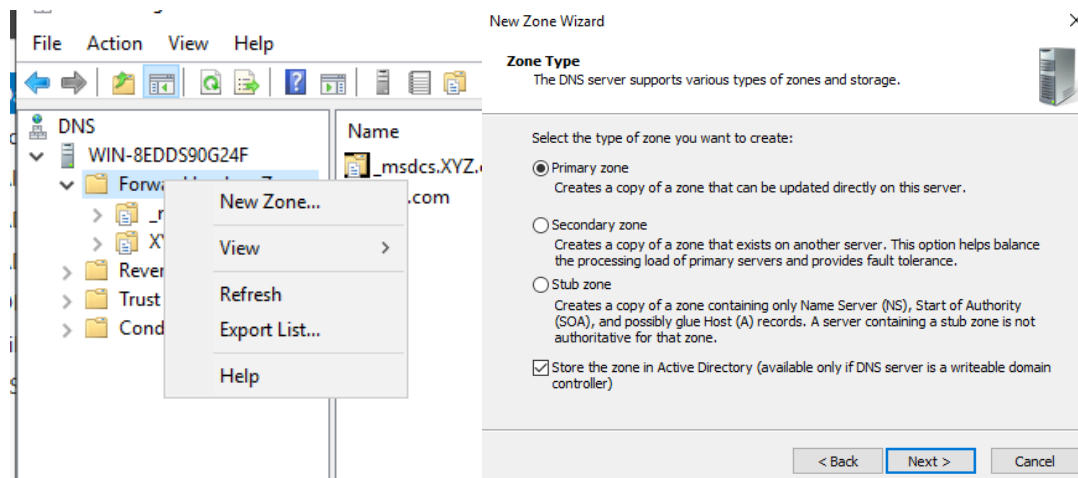 File Action View Help
DNS
WIN-8EDDS90G24F
Reve
Trust
Cond
Name
_msdcs.XYZ.
.com
New Zone...
View
Refresh
Export List...
Help
New Zone Wizard
Zone Type
The DNS server supports various types of zones and storage.
Select the type of zone you want to create:
Primary zone
Creates a copy of a zone that can be updated directly on this server.
Secondary zone
Creates a copy of a zone that exists on another server. This option helps balance
the processing load of primary servers and provides fault tolerance.
Stub zone
Creates a copy of a zone containing only Name Server (NS), Start of Authority
(SOA), and possibly glue Host (A) records. A server containing a stub zone is not
authoritative for that zone.
Store the zone in Active Directory (available only if DNS server is a writeable domain
controller)
< Back Next > Cancel